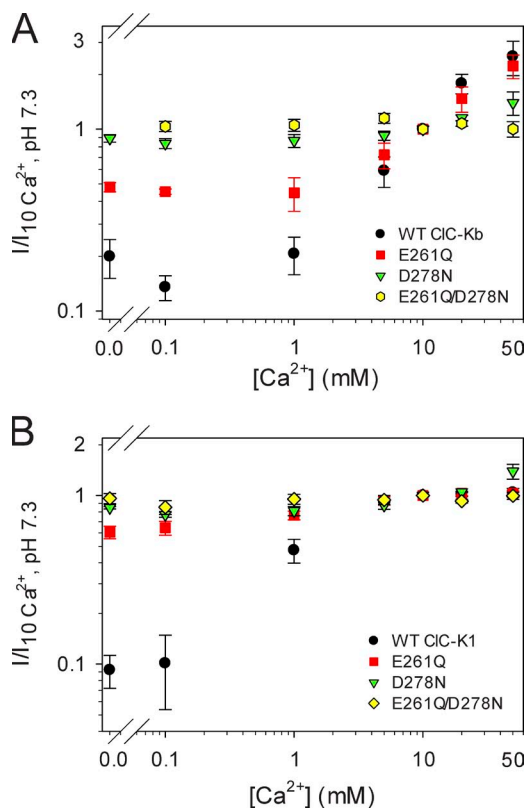 A
I/I10 Ca2+, pH 7.3
3
1
0.1
WT ClC-Kb
E261Q
D278N
E261Q/D278N
0.0 0.1 1 10 50
[Ca2+] (mM)
B
I/I10 Ca2+, pH 7.3
2
1
0.1
WT ClC-K1
E261Q
D278N
E261Q/D278N
0.0 0.1 1 10 50
[Ca2+] (mM)